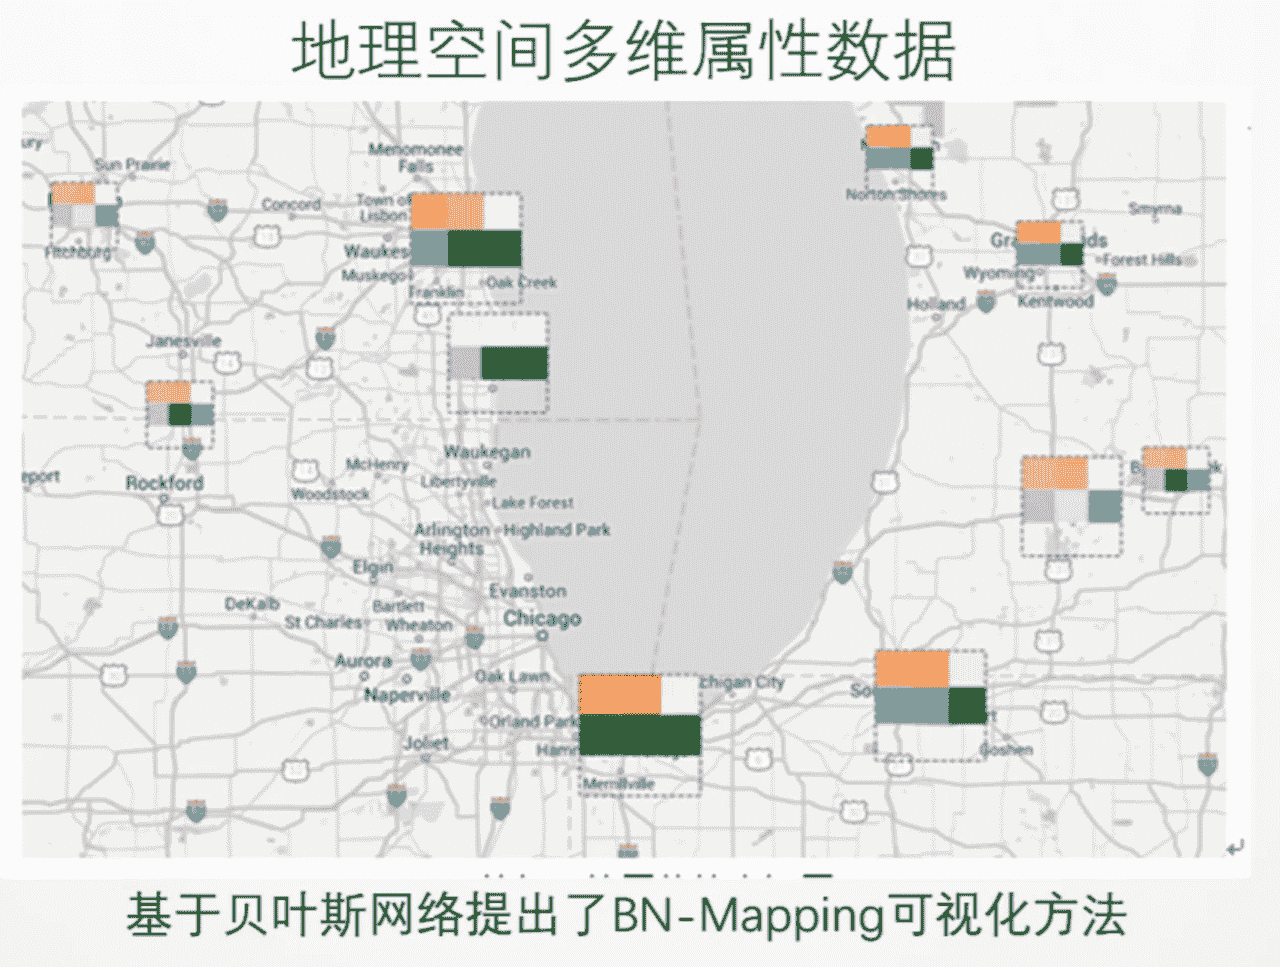 地理空间多维属性数据
Menomonee
Falls
Sun Prairie
Concord
Town of
Lisbon
Norton Shores
Smyrna
Fitchburg
Waukes
Muskego
Franklin
Oak Creek
Forest Hills
Wyoming
Kentwood
Holland
Janesville
Waukegan
McHenry
Libertyville
Rockford
Woodstock
Lake Forest
Arlington
Heights
Highland Park
Elgin
Evanston
DeKalb
Bartlett
St Charles
Wheaton
Chicago
Aurora
Naperville
Oak Lawn
chigan City
Orland Park
Joliet
Goshen
Merrillville
基于贝叶斯网络提出了BN-Mapping可视化方法